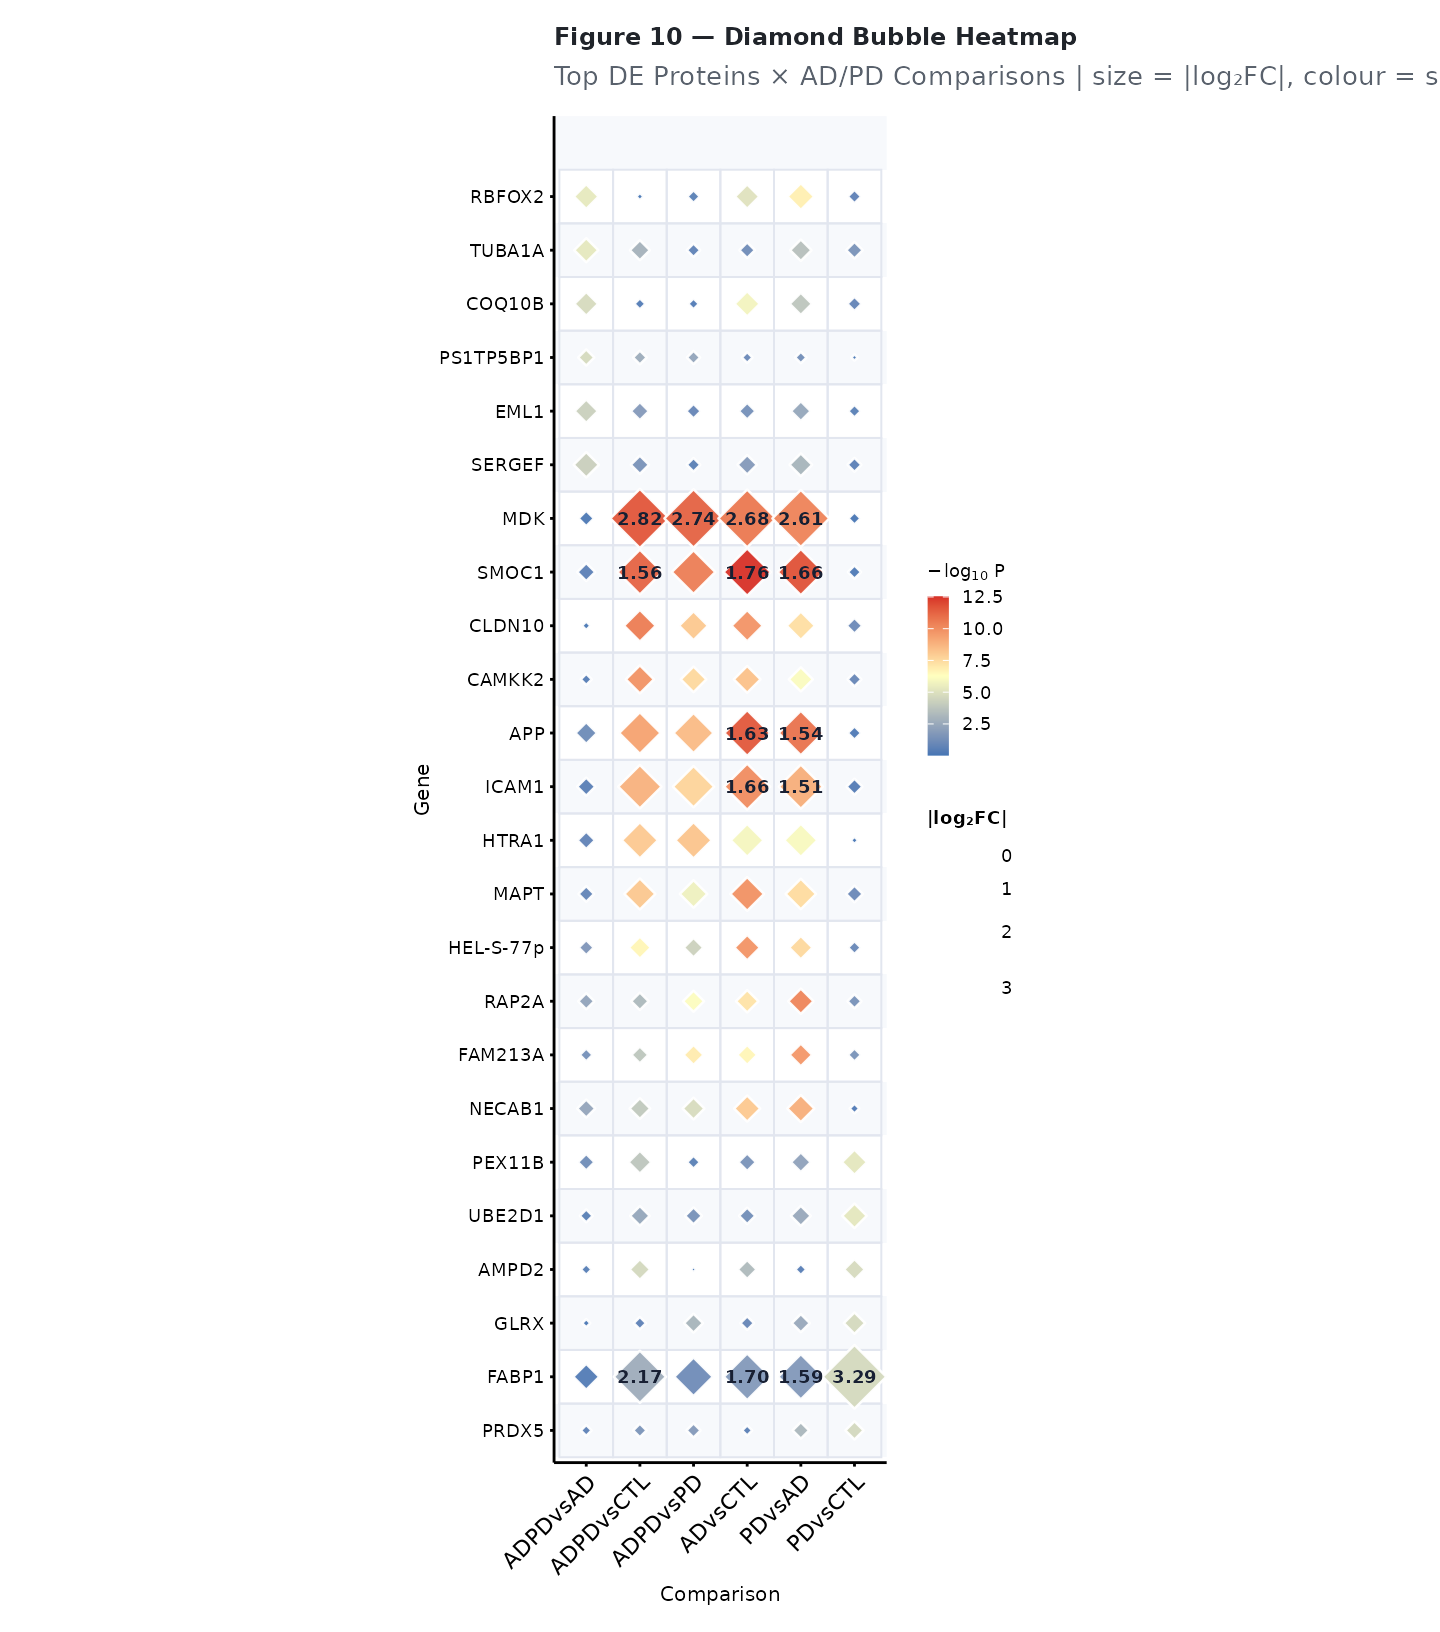 Figure 10 — Diamond Bubble Heatmap
Top DE Proteins × AD/PD Comparisons | size = |log₂FC|, colour = s
RBFOX2
TUBA1A
COQ10B
PS1TP5BP1
EML1
SERGEF
MDK 2.82 2.74 2.68 2.61
SMOC1 1.56 1.76 1.66
CLDN10
CAMKK2
APP 1.63 1.54
ICAM1 1.66 1.51
HTRA1
MAPT
HEL-S-77p
RAP2A
FAM213A
NECAB1
PEX11B
UBE2D1
AMPD2
GLRX
FABP1 2.17 1.70 1.59 3.29
PRDX5
Gene
ADPDvsAD
ADPDvsCTL
ADPDvsPD
ADvsCTL
PDvsAD
PDvsCTL
Comparison
−log₁₀ P
12.5
10.0
7.5
5.0
2.5
|log₂FC|
0
1
2
3